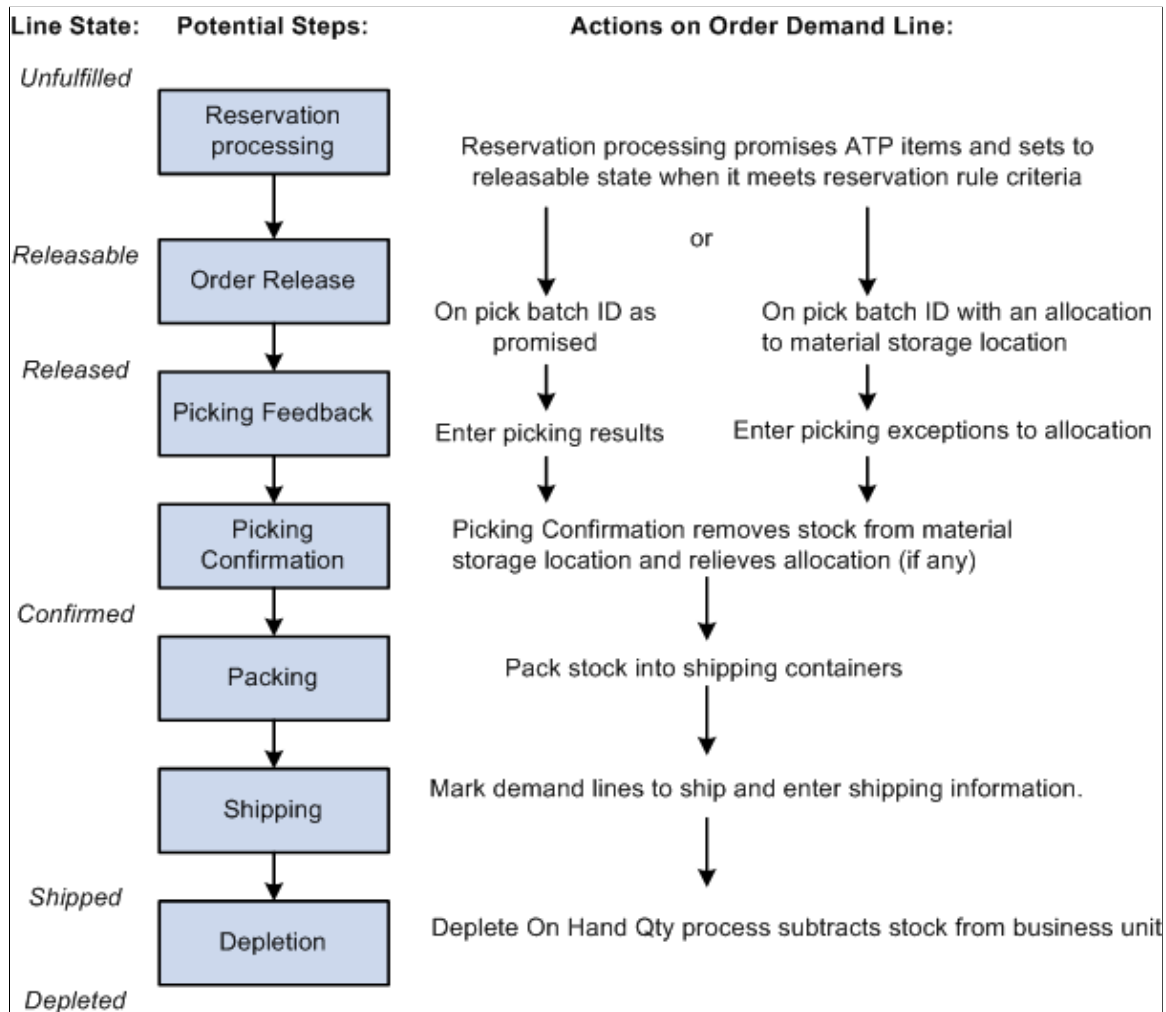 Line State:
Potential Steps:
Actions on Order Demand Line:
Unfulfilled
Reservation
processing
Reservation processing promises ATP items and sets to
releasable state when it meets reservation rule criteria
or
Releasable
Order Release
On pick batch ID as
promised
On pick batch ID with an allocation
to material storage location
Released
Picking Feedback
Enter picking results
Enter picking exceptions to allocation
Picking
Confirmation
Picking Confirmation removes stock from material
storage location and relieves allocation (if any)
Confirmed
Packing
Pack stock into shipping containers
Shipping
Mark demand lines to ship and enter shipping information.
Shipped
Depletion
Deplete On Hand Qty process subtracts stock from business unit
Depleted